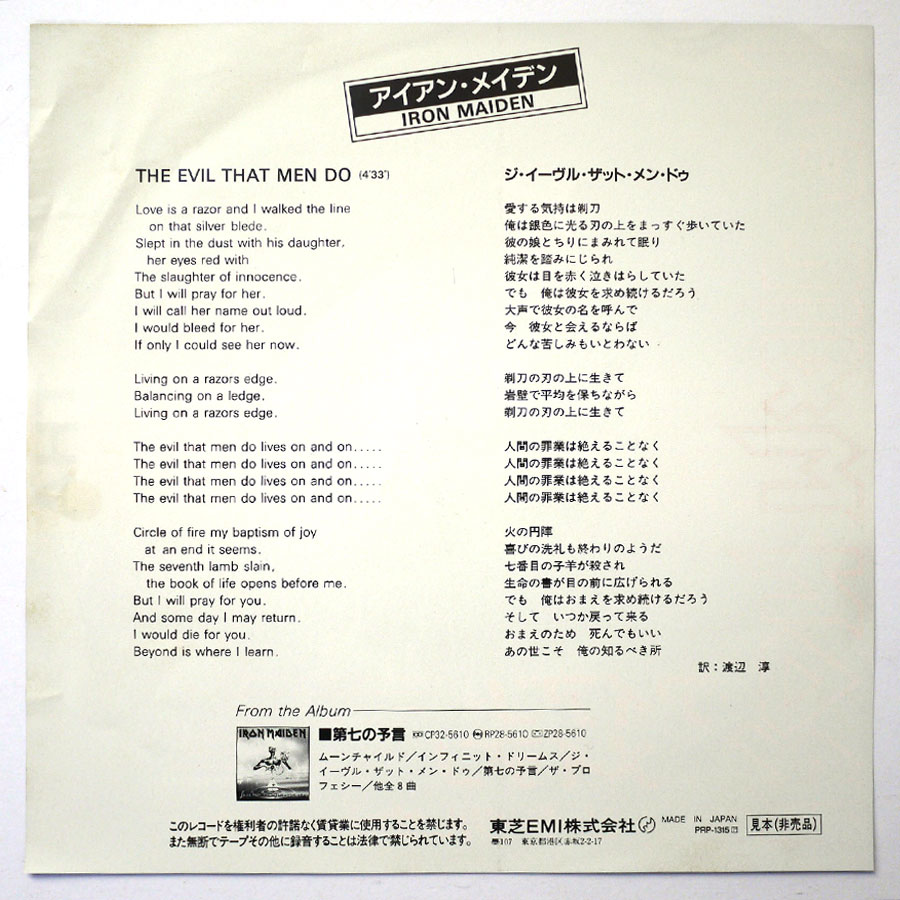 アイアン・メイデン
IRON MAIDEN
THE EVIL THAT MEN DO (4'33")
Love is a razor and I walked the line
on that silver blede.
Slept in the dust with his daughter,
her eyes red with
The slaughter of innocence.
But I will pray for her.
I will call her name out loud.
I would bleed for her.
If only I could see her now.
Living on a razors edge.
Balancing on a ledge.
Living on a razors edge.
The evil that men do lives on and on.....
The evil that men do lives on and on.....
The evil that men do lives on and on.....
The evil that men do lives on and on.....
Circle of fire my baptism of joy
at an end it seems.
The seventh lamb slain,
the book of life opens before me.
But I will pray for you.
And some day I may return.
I would die for you.
Beyond is where I learn.
ジ・イーヴル・ザット・メン・ドゥ
愛する気持は剃刀
俺は銀色に光る刃の上をまっすぐ歩いていた
彼の娘とちりにまみれて眠り
純潔を踏みにじられ
彼女は目を赤く泣きはらしていた
でも　俺は彼女を求め続けるだろう
大声で彼女の名を呼んで
今　彼女と会えるならば
どんな苦しみもいとわない
剃刀の刃の上に生きて
岩壁で平均を保ちながら
剃刀の刃の上に生きて
人間の罪業は絶えることなく
人間の罪業は絶えることなく
人間の罪業は絶えることなく
人間の罪業は絶えることなく
火の円陣
喜びの洗礼も終わりのようだ
七番目の子羊が殺され
生命の書が目の前に広げられる
でも　俺はおまえを求め続けるだろう
そして　いつか戻って来る
おまえのため　死んでもいい
あの世こそ　俺の知るべき所
訳：渡辺　淳
From the Album
IRON MAIDEN
■第七の予言 CP32-5610 RP28-5610 ZP28-5610
ムーンチャイルド／インフィニット・ドリームス／ジ・
イーヴル・ザット・メン・ドゥ／第七の予言／ザ・プロ
フェシー／他全8曲
このレコードを権利者の許諾なく賃貸業に使用することを禁じます。
また無断でテープその他に録音することは法律で禁じられています。
東芝EMI株式会社
〒107　東京都港区赤坂2-2-17
MADE IN JAPAN
PRP-1315
見本(非売品)